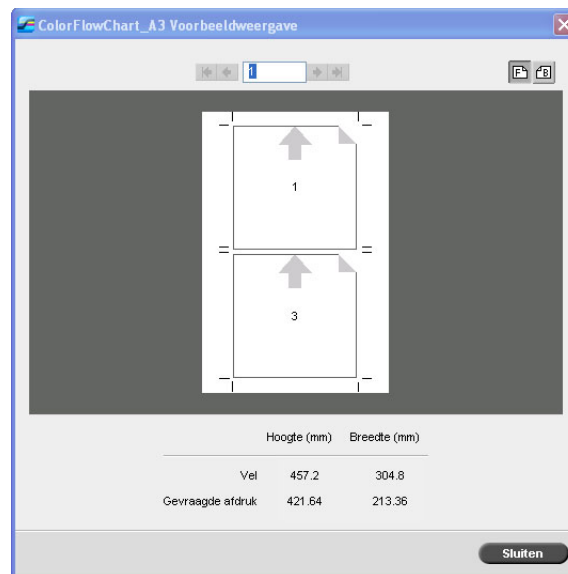 ColorFlowChart_A3 Voorbeeldweergave
1
F B
1
3
Hoogte (mm) Breedte (mm)
Vel 457.2 304.8
Gevraagde afdruk 421.64 213.36
Sluiten